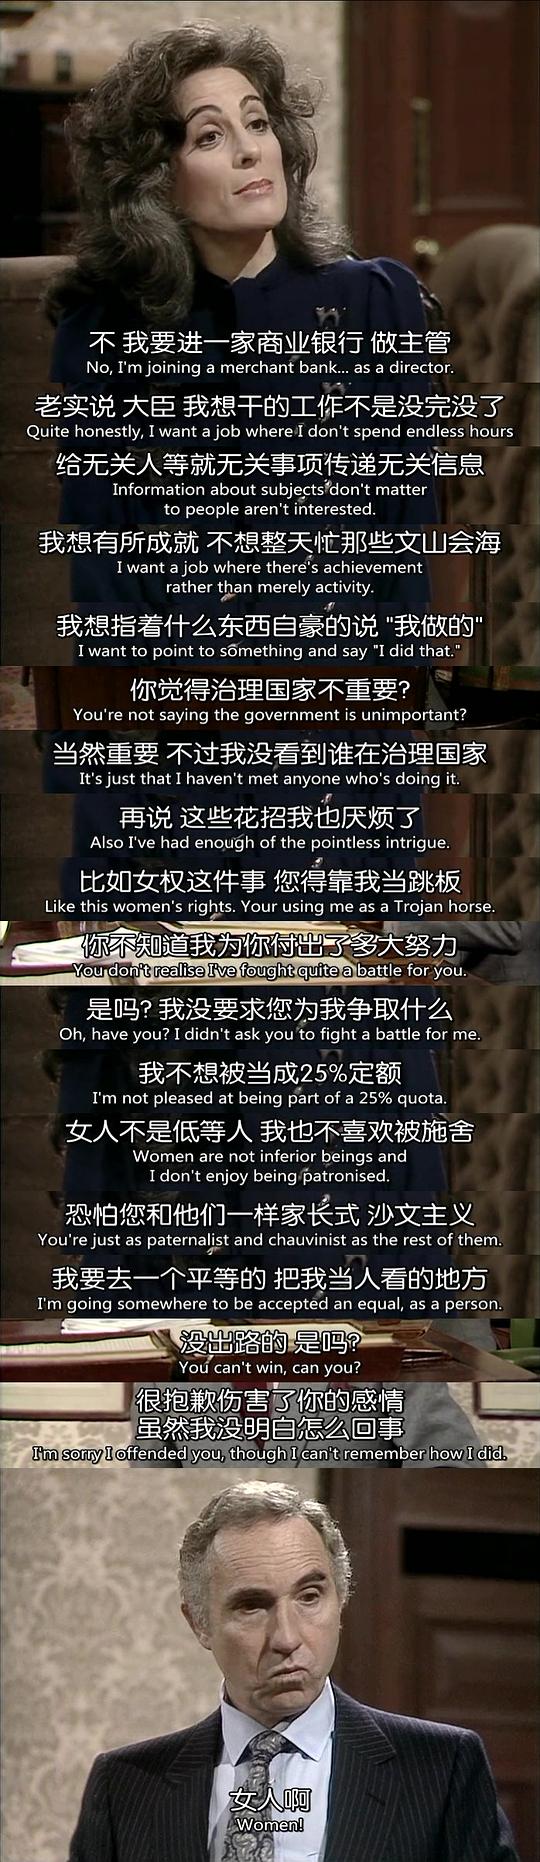 不 我要进一家商业银行 做主管
No, I'm joining a merchant bank... as a director.
老实说 大臣 我想干的工作不是没完没了
Quite honestly, I want a job where I don't spend endless hours
给无关人等就无关事项传递无关信息
Information about subjects don't matter
to people aren't interested.
我想有所成就 不想整天忙那些文山会海
I want a job where there's achievement
rather than merely activity.
我想指着什么东西自豪的说 "我做的"
I want to point to something and say "I did that."
你觉得治理国家不重要?
You're not saying the government is unimportant?
当然重要 不过我没看到谁在治理国家
It's just that I haven't met anyone who's doing it.
再说 这些花招我也厌烦了
Also I've had enough of the pointless intrigue.
比如女权这件事 您得靠我当跳板
Like this women's rights. Your using me as a Trojan horse.
你不知道我为你付出了多大努力
You don't realise I've fought quite a battle for you.
是吗? 我没要求您为我争取什么
Oh, have you? I didn't ask you to fight a battle for me.
我不想被当成25%定额
I'm not pleased at being part of a 25% quota.
女人不是低等人 我也不喜欢被施舍
Women are not inferior beings and
I don't enjoy being patronised.
恐怕您和他们一样家长式 沙文主义
You're just as paternalist and chauvinist as the rest of them.
我要去一个平等的 把我当人看的地方
I'm going somewhere to be accepted an equal, as a person.
没出路的 是吗?
You can't win, can you?
很抱歉伤害了你的感情
虽然我没明白怎么回事
I'm sorry I offended you, though I can't remember how I did.
女人啊
Women!